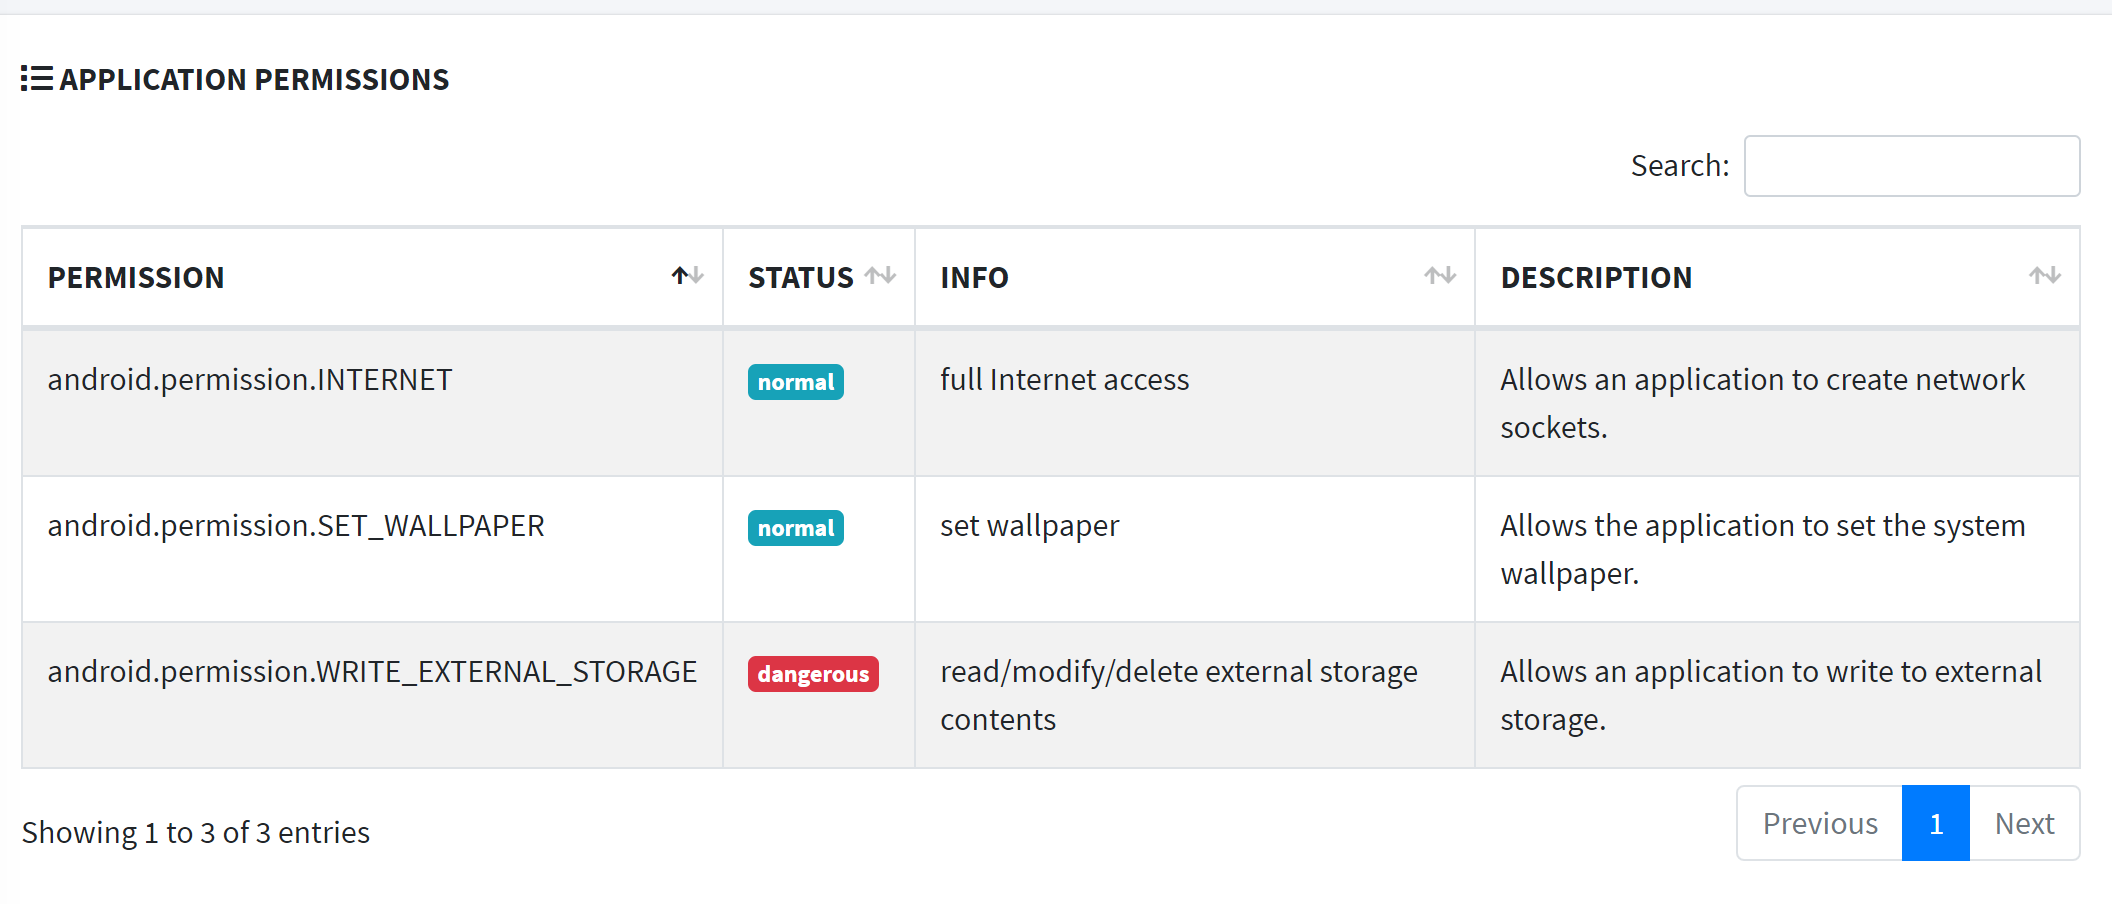 APPLICATION PERMISSIONS
Search:
PERMISSION STATUS INFO DESCRIPTION
android.permission.INTERNET normal full Internet access Allows an application to create network
sockets.
android.permission.SET_WALLPAPER normal set wallpaper Allows the application to set the system
wallpaper.
android.permission.WRITE_EXTERNAL_STORAGE dangerous read/modify/delete external storage Allows an application to write to external
contents storage.
Showing 1 to 3 of 3 entries Previous 1 Next